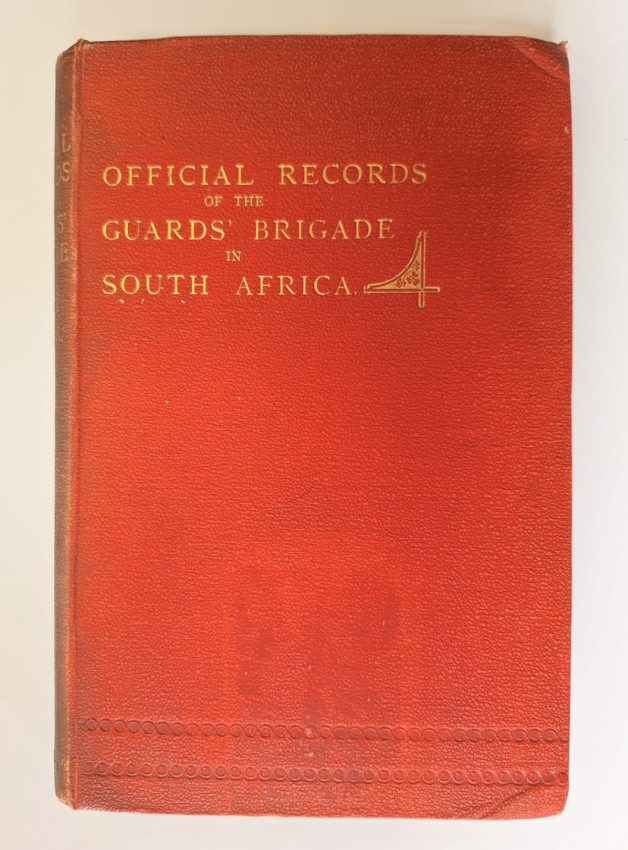 OFFICIAL RECORDS
OF THE
GUARDS' BRIGADE
IN
SOUTH AFRICA.